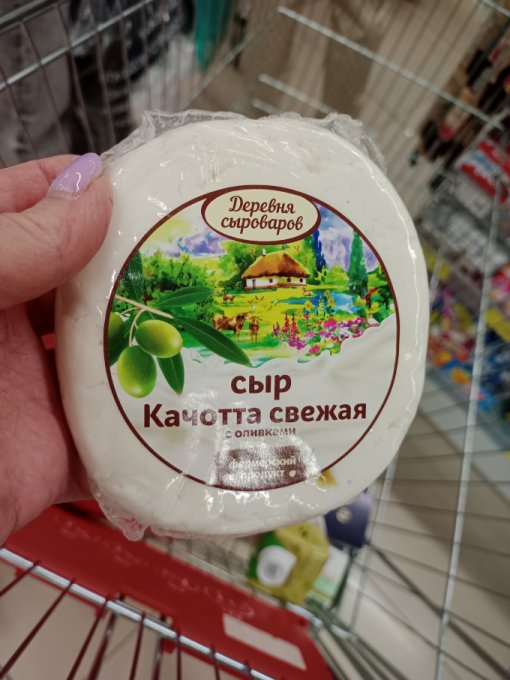 Деревня
сыроваров
сыр
Качотта свежая
с оливками
фермерский
продукт